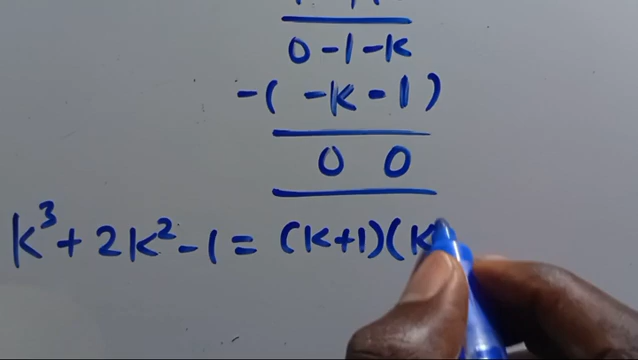 0 - 1 - k
-( -k - 1 )
0 0
k³ + 2k² - 1 = (k+1)(k